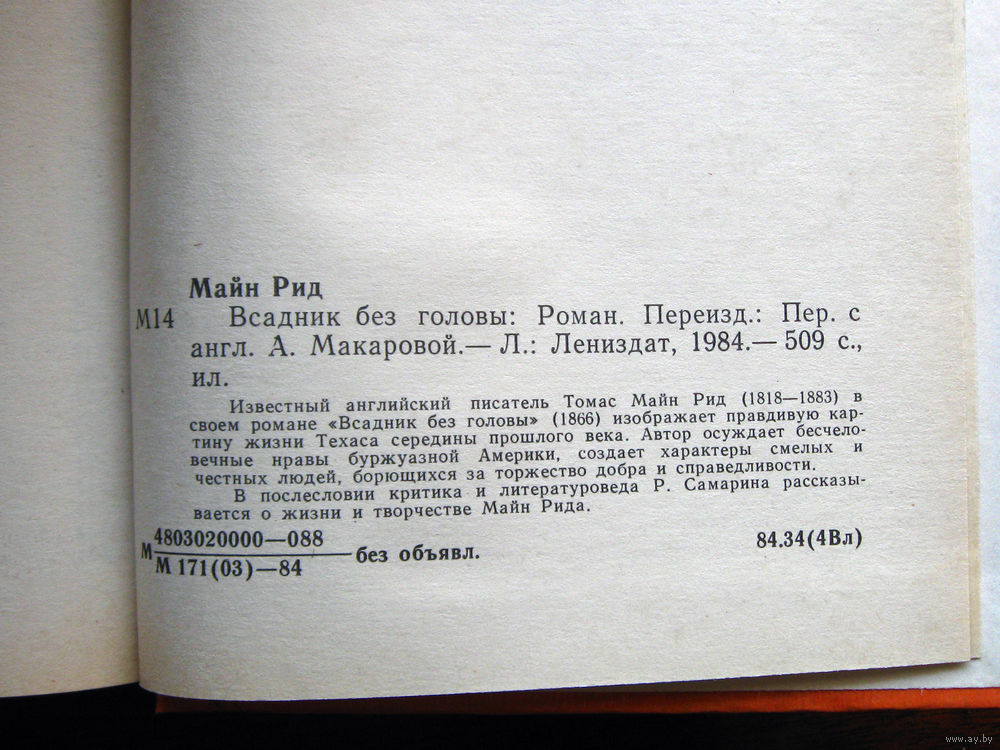 Майн Рид
М14 Всадник без головы: Роман. Переизд.: Пер. с
англ. А. Макаровой.— Л.: Лениздат, 1984.— 509 с.,
ил.
Известный английский писатель Томас Майн Рид (1818—1883) в
своем романе «Всадник без головы» (1866) изображает правдивую кар-
тину жизни Техаса середины прошлого века. Автор осуждает бесчело-
вечные нравы буржуазной Америки, создает характеры смелых и
честных людей, борющихся за торжество добра и справедливости.
В послесловии критика и литературоведа Р. Самарина рассказы-
вается о жизни и творчестве Майн Рида.
4803020000—088
М без объявл. 84.34(4Вл)
М 171(03)—84
www.ay.by